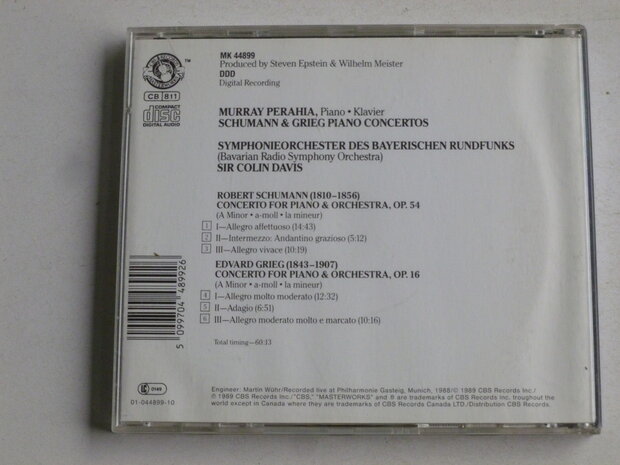 MK 44899
Produced by Steven Epstein & Wilhelm Meister
DDD
Digital Recording
TM
CB 811
COMPACT
disc
DIGITAL AUDIO
MURRAY PERAHIA, Piano • Klavier
SCHUMANN & GRIEG PIANO CONCERTOS
SYMPHONIEORCHESTER DES BAYERISCHEN RUNDFUNKS
(Bavarian Radio Symphony Orchestra)
SIR COLIN DAVIS
ROBERT SCHUMANN (1810–1856)
CONCERTO FOR PIANO & ORCHESTRA, OP. 54
(A Minor • a-moll • la mineur)
1 I—Allegro affettuoso (14:43)
2 II—Intermezzo: Andantino grazioso (5:12)
3 III—Allegro vivace (10:19)
EDVARD GRIEG (1843–1907)
CONCERTO FOR PIANO & ORCHESTRA, OP. 16
(A Minor • a-moll • la mineur)
4 I—Allegro molto moderato (12:32)
5 II—Adagio (6:51)
6 III—Allegro moderato molto e marcato (10:16)
Total timing—60:13
5 099704 489926
0149
01-044899-10
Engineer: Martin Wöhr/Recorded live at Philharmonie Gasteig, Munich, 1988/© 1989 CBS Records Inc./
℗ 1989 CBS Records Inc./"CBS," "MASTERWORKS" and ® are trademarks of CBS Records Inc. throughout the
world except in Canada where they are trademarks of CBS Records Canada LTD./Distribution CBS Records.